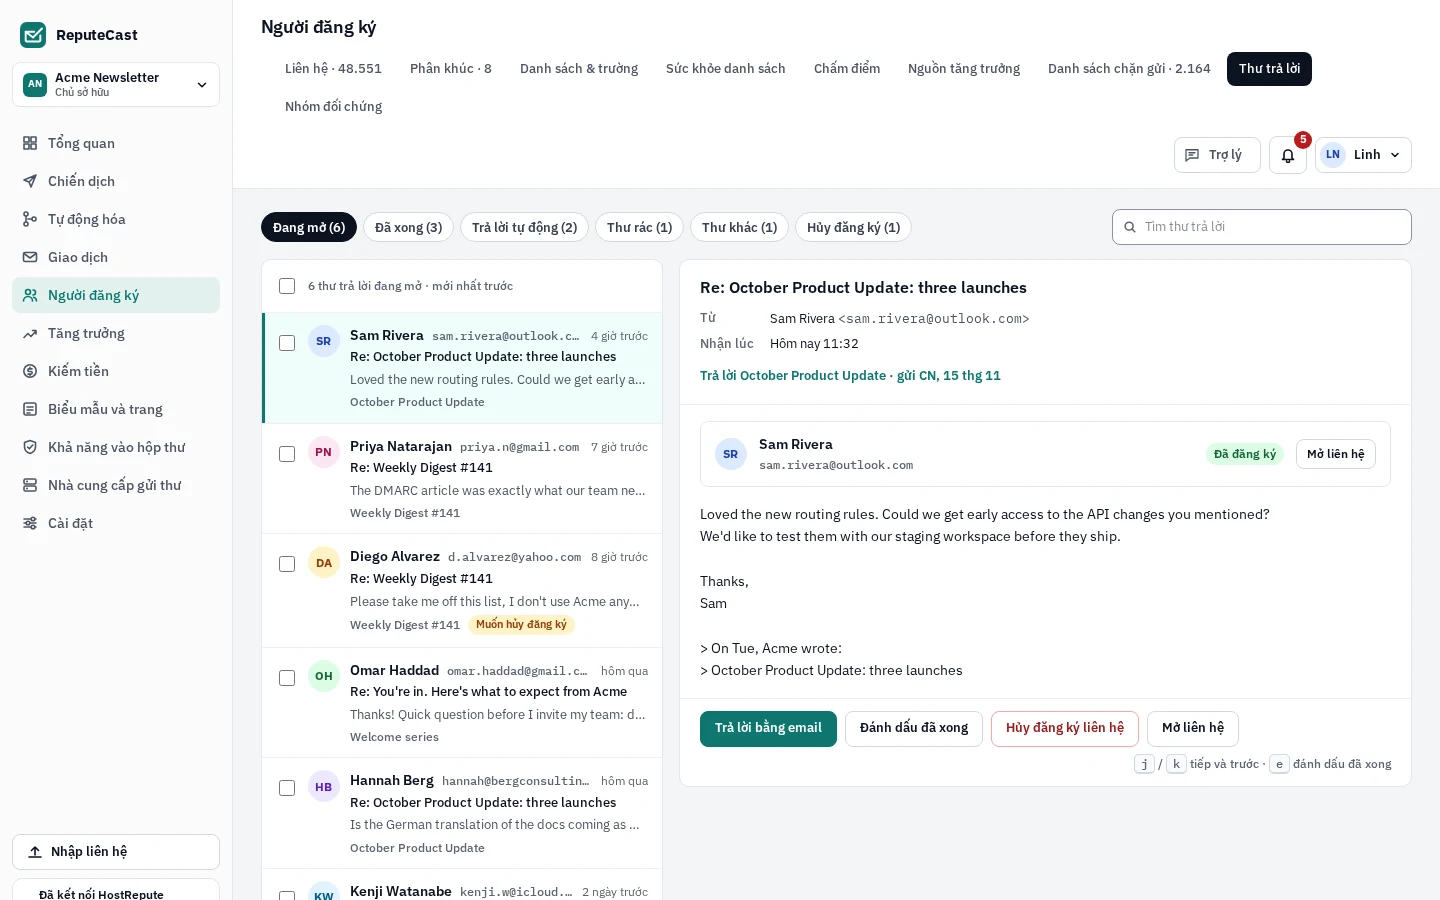 ReputeCast
AN
Acme Newsletter
Chủ sở hữu
Tổng quan
Chiến dịch
Tự động hóa
Giao dịch
Người đăng ký
Tăng trưởng
Kiếm tiền
Biểu mẫu và trang
Khả năng vào hộp thư
Nhà cung cấp gửi thư
Cài đặt
Nhập liên hệ
Đã kết nối HostRepute
Người đăng ký
Liên hệ · 48.551
Phân khúc · 8
Danh sách & trường
Sức khỏe danh sách
Chấm điểm
Nguồn tăng trưởng
Danh sách chặn gửi · 2.164
Thư trả lời
Nhóm đối chứng
Trợ lý
5
LN
Linh
Đang mở (6)
Đã xong (3)
Trả lời tự động (2)
Thư rác (1)
Thư khác (1)
Hủy đăng ký (1)
Tìm thư trả lời
6 thư trả lời đang mở · mới nhất trước
SR
Sam Rivera sam.rivera@outlook.c… 4 giờ trước
Re: October Product Update: three launches
Loved the new routing rules. Could we get early a…
October Product Update
PN
Priya Natarajan priya.n@gmail.com 7 giờ trước
Re: Weekly Digest #141
The DMARC article was exactly what our team ne…
Weekly Digest #141
DA
Diego Alvarez d.alvarez@yahoo.com 8 giờ trước
Re: Weekly Digest #141
Please take me off this list, I don't use Acme any…
Weekly Digest #141 Muốn hủy đăng ký
OH
Omar Haddad omar.haddad@gmail.c… hôm qua
Re: You're in. Here's what to expect from Acme
Thanks! Quick question before I invite my team: d…
Welcome series
HB
Hannah Berg hannah@bergconsultin… hôm qua
Re: October Product Update: three launches
Is the German translation of the docs coming as …
October Product Update
KW
Kenji Watanabe kenji.w@icloud.… 2 ngày trước
Re: October Product Update: three launches
Từ Sam Rivera <sam.rivera@outlook.com>
Nhận lúc Hôm nay 11:32
Trả lời October Product Update · gửi CN, 15 thg 11
SR
Sam Rivera
sam.rivera@outlook.com
Đã đăng ký
Mở liên hệ
Loved the new routing rules. Could we get early access to the API changes you mentioned?
We'd like to test them with our staging workspace before they ship.
Thanks,
Sam
> On Tue, Acme wrote:
> October Product Update: three launches
Trả lời bằng email
Đánh dấu đã xong
Hủy đăng ký liên hệ
Mở liên hệ
j / k tiếp và trước · e đánh dấu đã xong